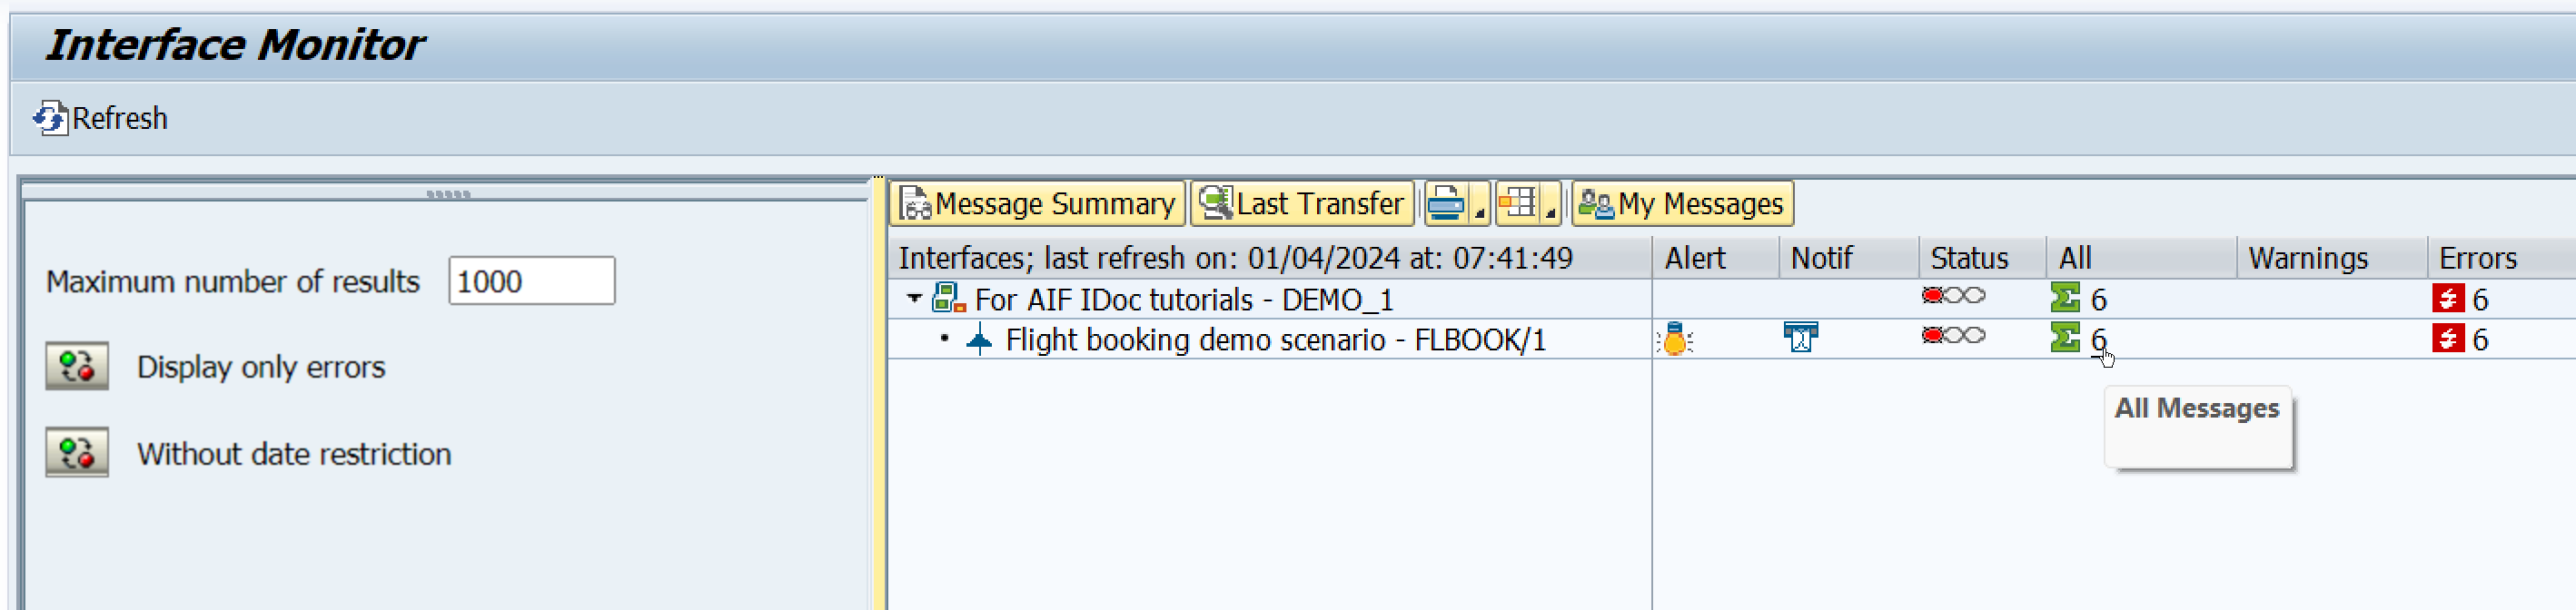 Interface Monitor
Refresh
Maximum number of results 1000
Display only errors
Without date restriction
Message Summary Last Transfer My Messages
Interfaces; last refresh on: 01/04/2024 at: 07:41:49 Alert Notif Status All Warnings Errors
For AIF IDoc tutorials - DEMO_1 6 6
Flight booking demo scenario - FLBOOK/1 6 6
All Messages